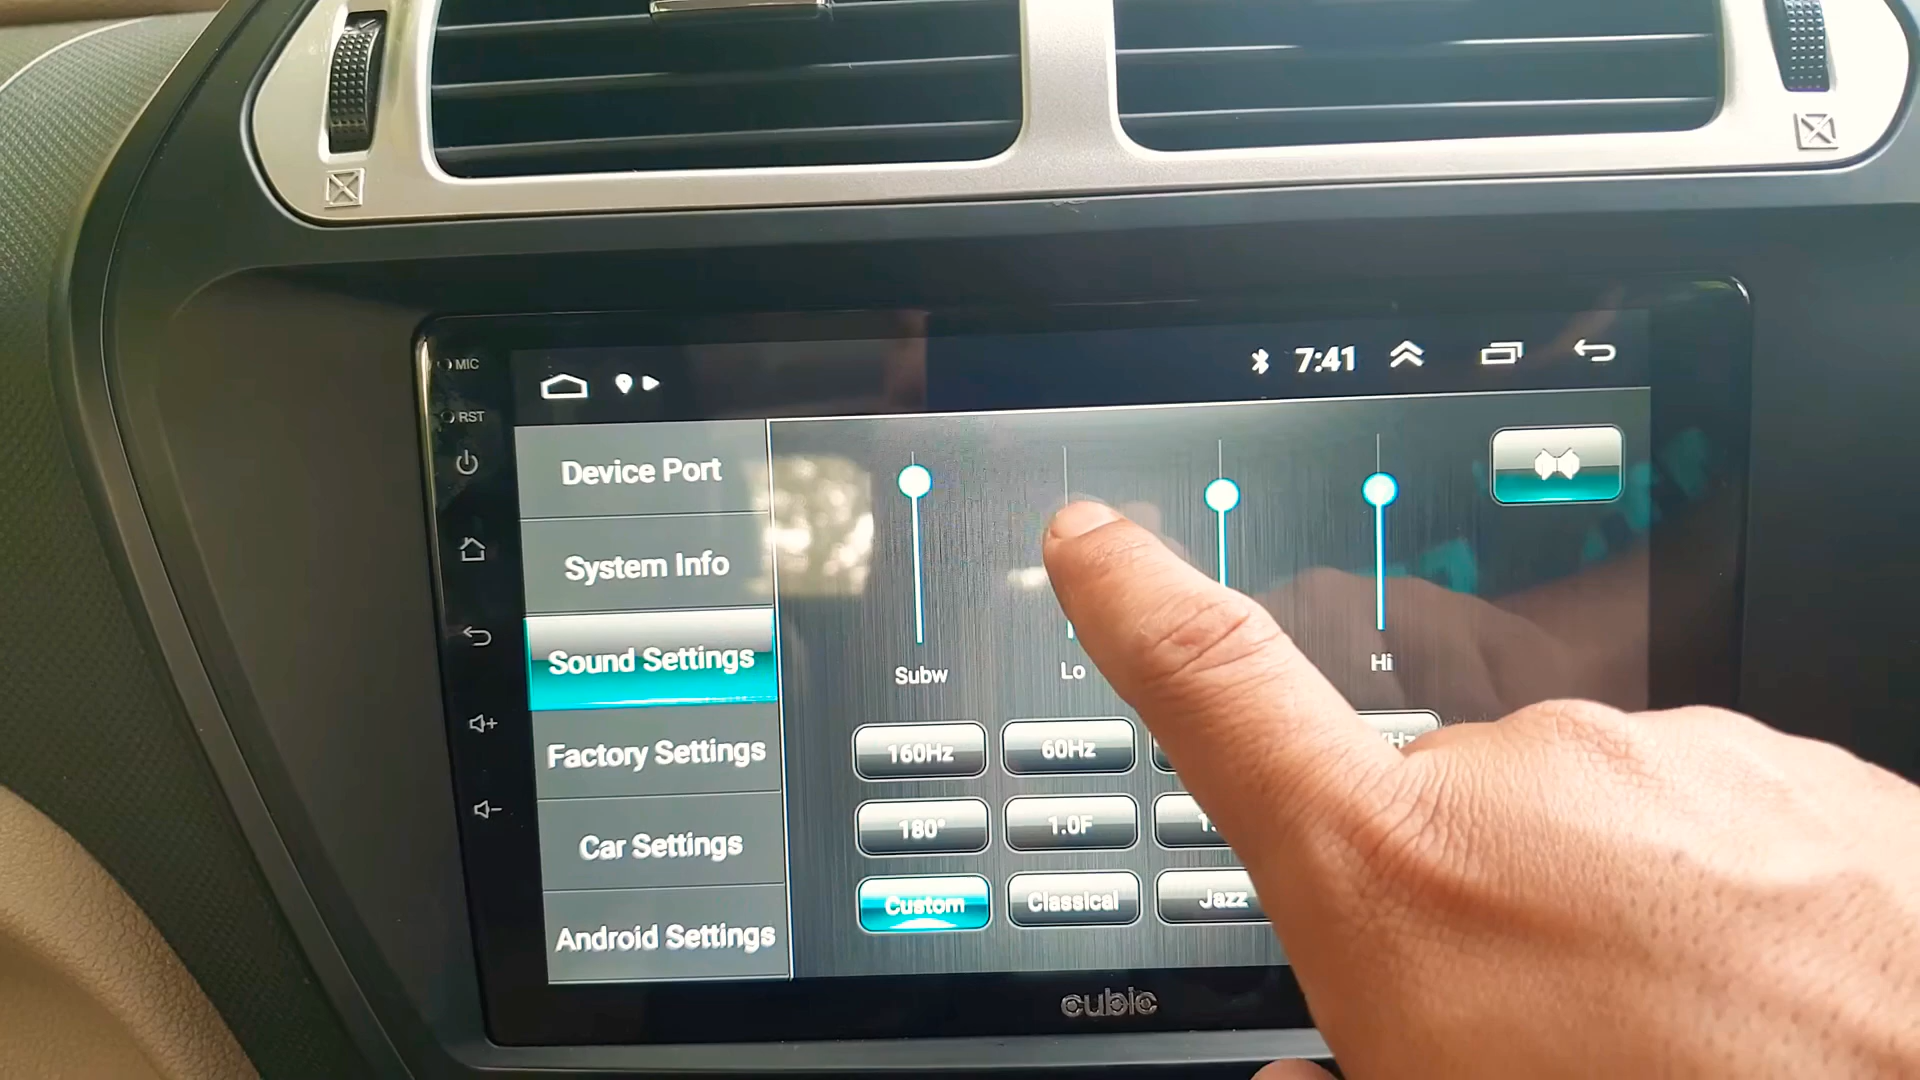 MIC
7:41
RST
Device Port
System Info
Sound Settings
Factory Settings
Car Settings
Android Settings
Subw
Lo
Hi
160Hz
60Hz
180°
1.0F
Custom
Classical
Jazz
cubic